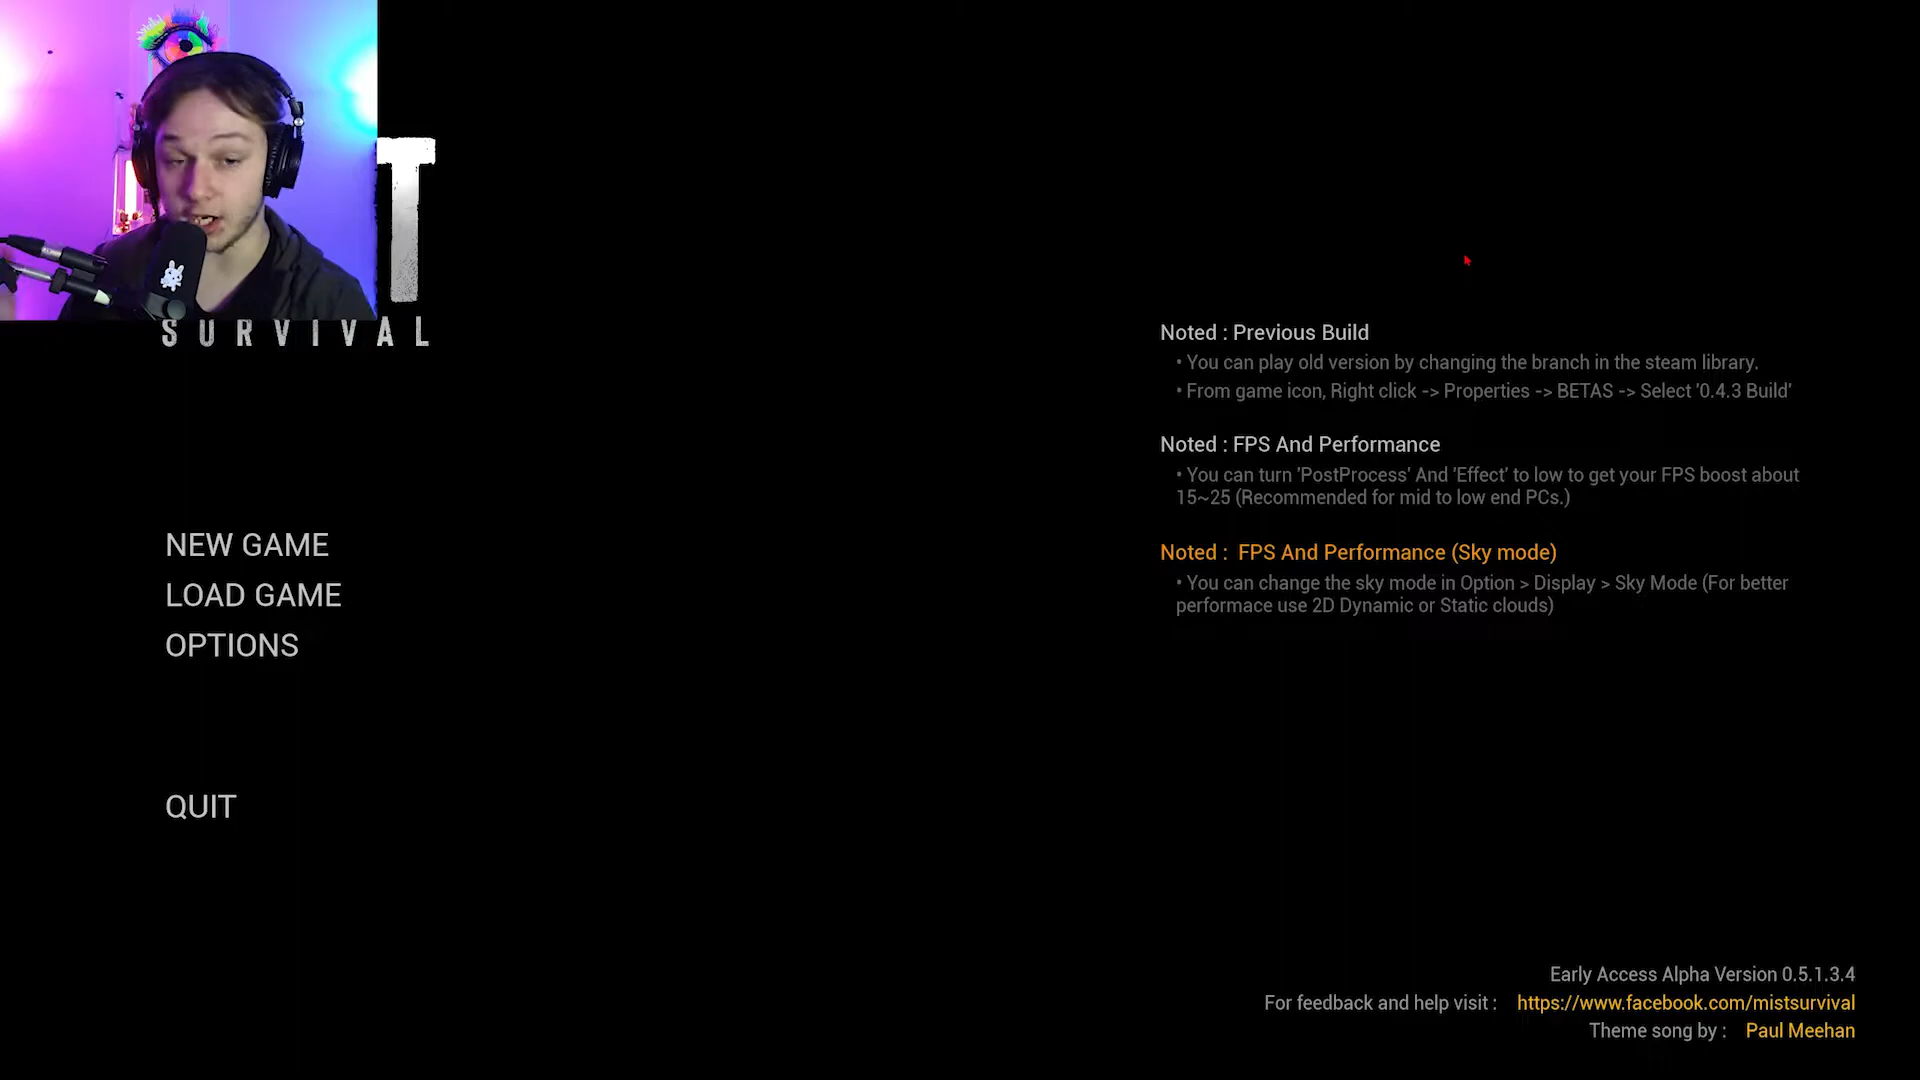 T
SURVIVAL
NEW GAME
LOAD GAME
OPTIONS
QUIT
Noted : Previous Build
• You can play old version by changing the branch in the steam library.
• From game icon, Right click -> Properties -> BETAS -> Select '0.4.3 Build'
Noted : FPS And Performance
• You can turn 'PostProcess' And 'Effect' to low to get your FPS boost about
15~25 (Recommended for mid to low end PCs.)
Noted :  FPS And Performance (Sky mode)
• You can change the sky mode in Option > Display > Sky Mode (For better
performace use 2D Dynamic or Static clouds)
Early Access Alpha Version 0.5.1.3.4
For feedback and help visit : https://www.facebook.com/mistsurvival
Theme song by : Paul Meehan